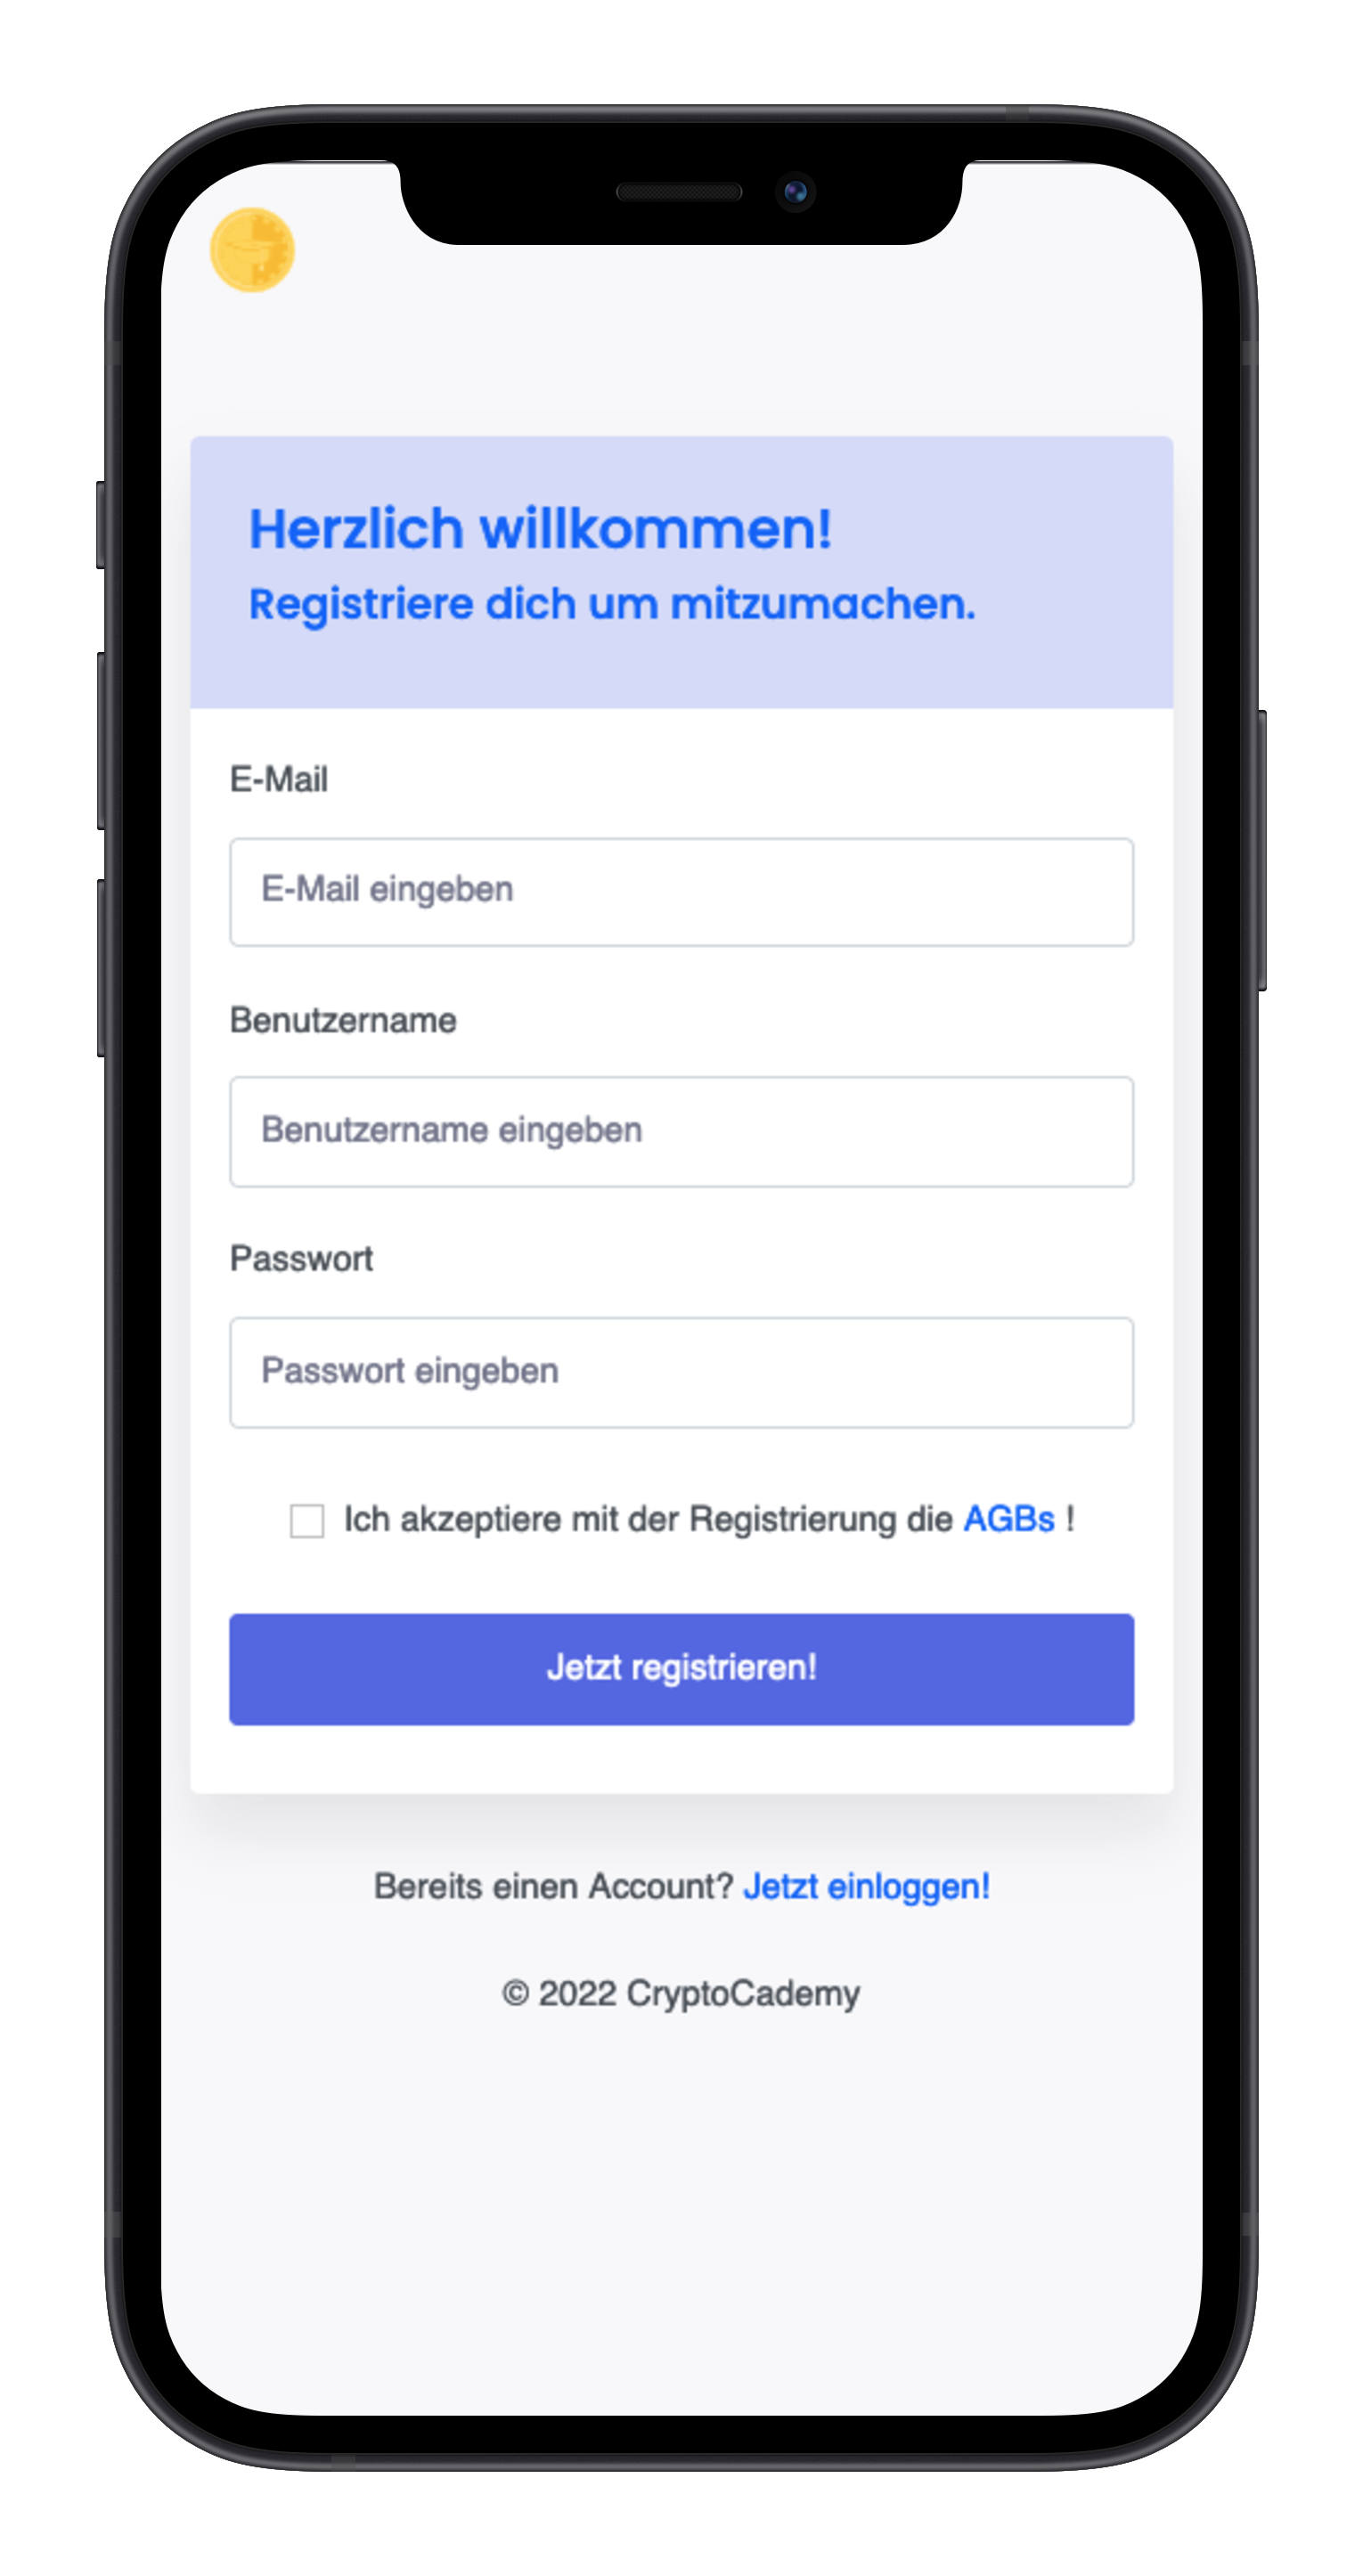 Herzlich willkommen!
Registriere dich um mitzumachen.
E-Mail
E-Mail eingeben
Benutzername
Benutzername eingeben
Passwort
Passwort eingeben
Ich akzeptiere mit der Registrierung die AGBs !
Jetzt registrieren!
Bereits einen Account? Jetzt einloggen!
© 2022 CryptoCademy